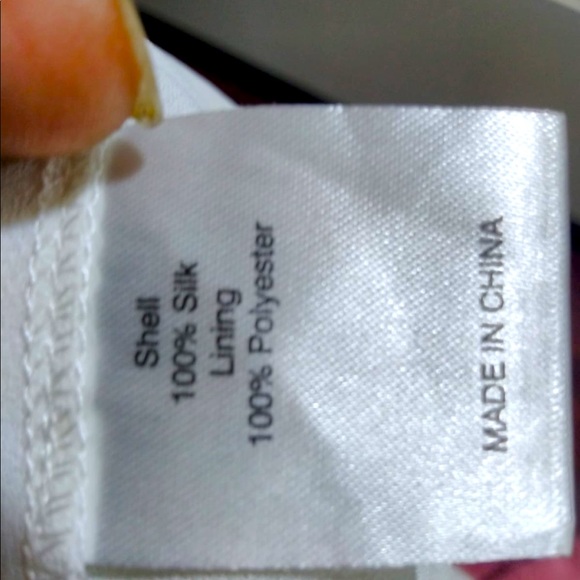 Shell
100% Silk
Lining
100% Polyester
MADE IN CHINA